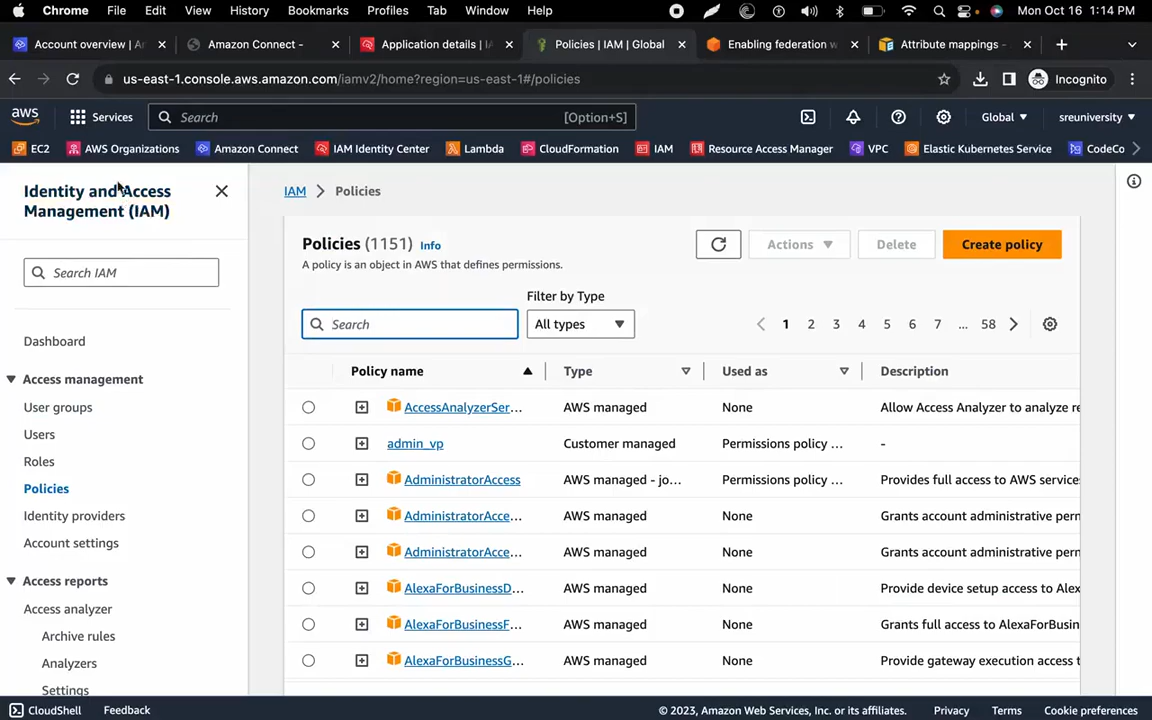 Chrome File Edit View History Bookmarks Profiles Tab Window Help Mon Oct 16 1:14 PM
Account overview | A Amazon Connect - Application details | IA Policies | IAM | Global Enabling federation w Attribute mappings -
us-east-1.console.aws.amazon.com/iamv2/home?region=us-east-1#/policies Incognito
aws Services Search [Option+S] Global sreuniversity
EC2 AWS Organizations Amazon Connect IAM Identity Center Lambda CloudFormation IAM Resource Access Manager VPC Elastic Kubernetes Service CodeCo
Identity and Access
Management (IAM)
Search IAM
Dashboard
Access management
User groups
Users
Roles
Policies
Identity providers
Account settings
Access reports
Access analyzer
Archive rules
Analyzers
Settings
IAM Policies
Policies (1151) Info
A policy is an object in AWS that defines permissions.
Actions Delete Create policy
Filter by Type
Search All types 1 2 3 4 5 6 7 ... 58
Policy name Type Used as Description
AccessAnalyzerSer... AWS managed None Allow Access Analyzer to analyze re
admin_vp Customer managed Permissions policy ... -
AdministratorAccess AWS managed - jo... Permissions policy ... Provides full access to AWS service
AdministratorAcce... AWS managed None Grants account administrative perm
AdministratorAcce... AWS managed None Grants account administrative perm
AlexaForBusinessD... AWS managed None Provide device setup access to Alex
AlexaForBusinessF... AWS managed None Grants full access to AlexaForBusin
AlexaForBusinessG... AWS managed None Provide gateway execution access t
CloudShell Feedback © 2023, Amazon Web Services, Inc. or its affiliates. Privacy Terms Cookie preferences